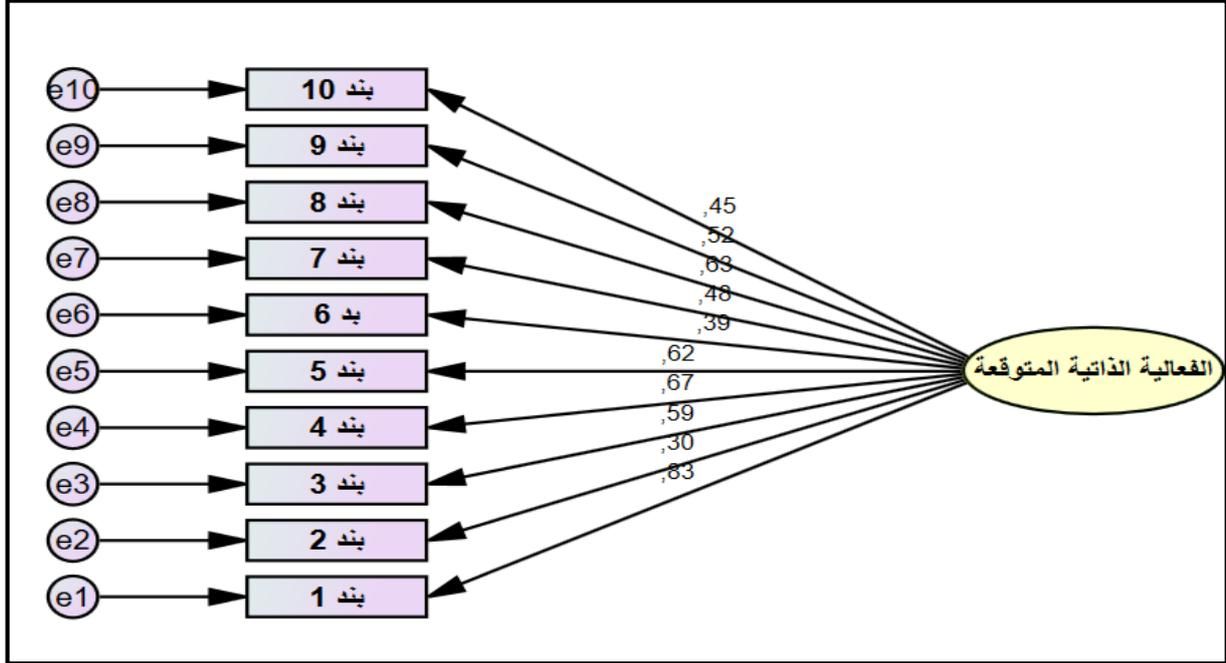 e10
بند 10
e9
بند 9
e8
بند 8
e7
بند 7
e6
بد 6
e5
بند 5
e4
بند 4
e3
بند 3
e2
بند 2
e1
بند 1
,45
,52
,63
,48
,39
,62
,67
,59
,30
,83
الفعالية الذاتية المتوقعة